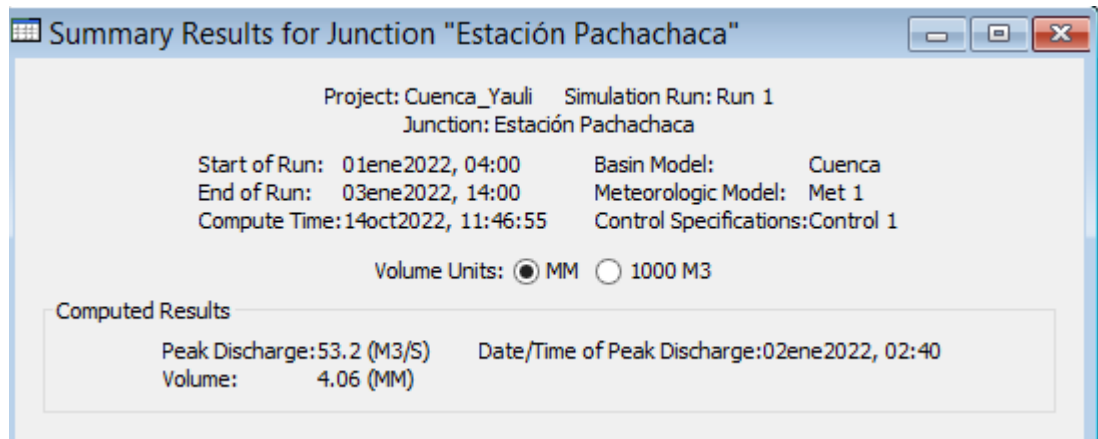 Summary Results for Junction "Estación Pachachaca"
Project: Cuenca_Yauli Simulation Run: Run 1
Junction: Estación Pachachaca
Start of Run: 01ene2022, 04:00 Basin Model: Cuenca
End of Run: 03ene2022, 14:00 Meteorologic Model: Met 1
Compute Time:14oct2022, 11:46:55 Control Specifications:Control 1
Volume Units: MM 1000 M3
Computed Results
Peak Discharge:53.2 (M3/S) Date/Time of Peak Discharge:02ene2022, 02:40
Volume: 4.06 (MM)